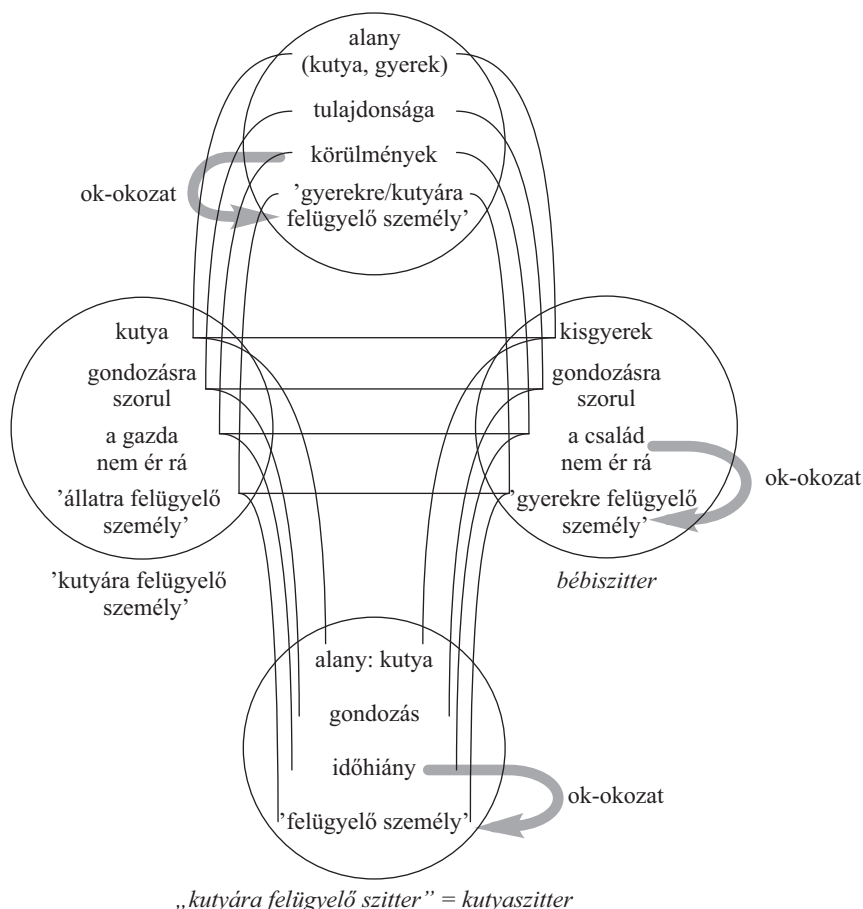 alany
(kutya, gyerek)
tulajdonsága
körülmények
ok-okozat
’gyerekre/kutyára
felügyelő személy’
kutya
gondozásra
szorul
a gazda
nem ér rá
’állatra felügyelő
személy’
’kutyára felügyelő
személy’
kisgyerek
gondozásra
szorul
a család
nem ér rá
ok-okozat
’gyerekre felügyelő
személy’
bébiszitter
alany: kutya
gondozás
időhiány
ok-okozat
’felügyelő személy’
„kutyára felügyelő szitter” = kutyaszitter